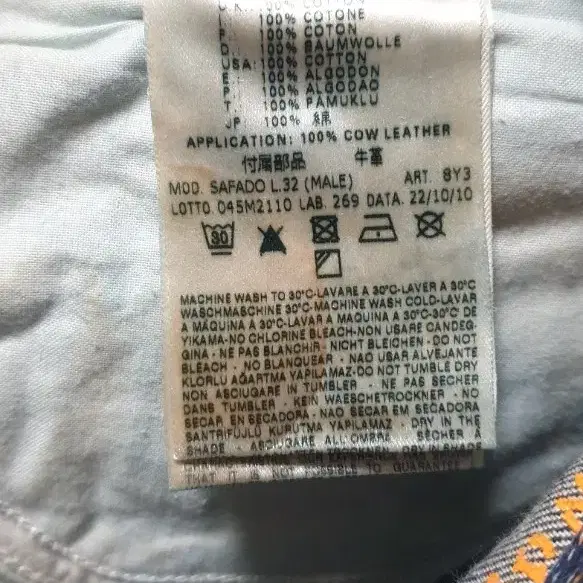 100% COTTON
I. 100% COTONE
F. 100% COTON
D. 100% BAUMWOLLE
USA: 100% COTTON
E. 100% ALGODON
P. 100% ALGODAO
T. 100% PAMUKLU
JP 100% 綿
APPLICATION: 100% COW LEATHER
付属部品 牛革
MOD. SAFADO L.32 (MALE) ART. 8Y3
LOTTO. 045M2110 LAB. 269 DATA. 22/10/10
30
MACHINE WASH TO 30°C-LAVARE A 30°C-LAVER A 30°C
WASCHMASCHINE 30°C-MACHINE WASH COLD-LAVAR
A MÁQUINA A 30°C-LAVAR A MAQUINA A 30°C-30°C' DE
YIKAMA-NO CHLORINE BLEACH-NON USARE CANDEG-
GINA - NE PAS BLANCHIR - NICHT BLEICHEN - DO NOT
BLEACH - NO BLANQUEAR - NAO USAR ALVEJANTE
KLORLU AGARTMA YAPILAMAZ-DO NOT TUMBLE DRY
NON ASCIUGARE IN TUMBLER - NE PAS SECHER
DANS TUMBLER - KEIN WAESCHETROCKNER - NO
SECAR EN SECADORA - NAO SECAR EM SECADORA
SANTRIFUJLU KURUTMA YAPILAMAZ - DRY IN THE
SHADE - ASCIUGARE ALL'OMBRE - SECHER A
THAT IT IS NOT POSSIBLE TO GUARANTEE